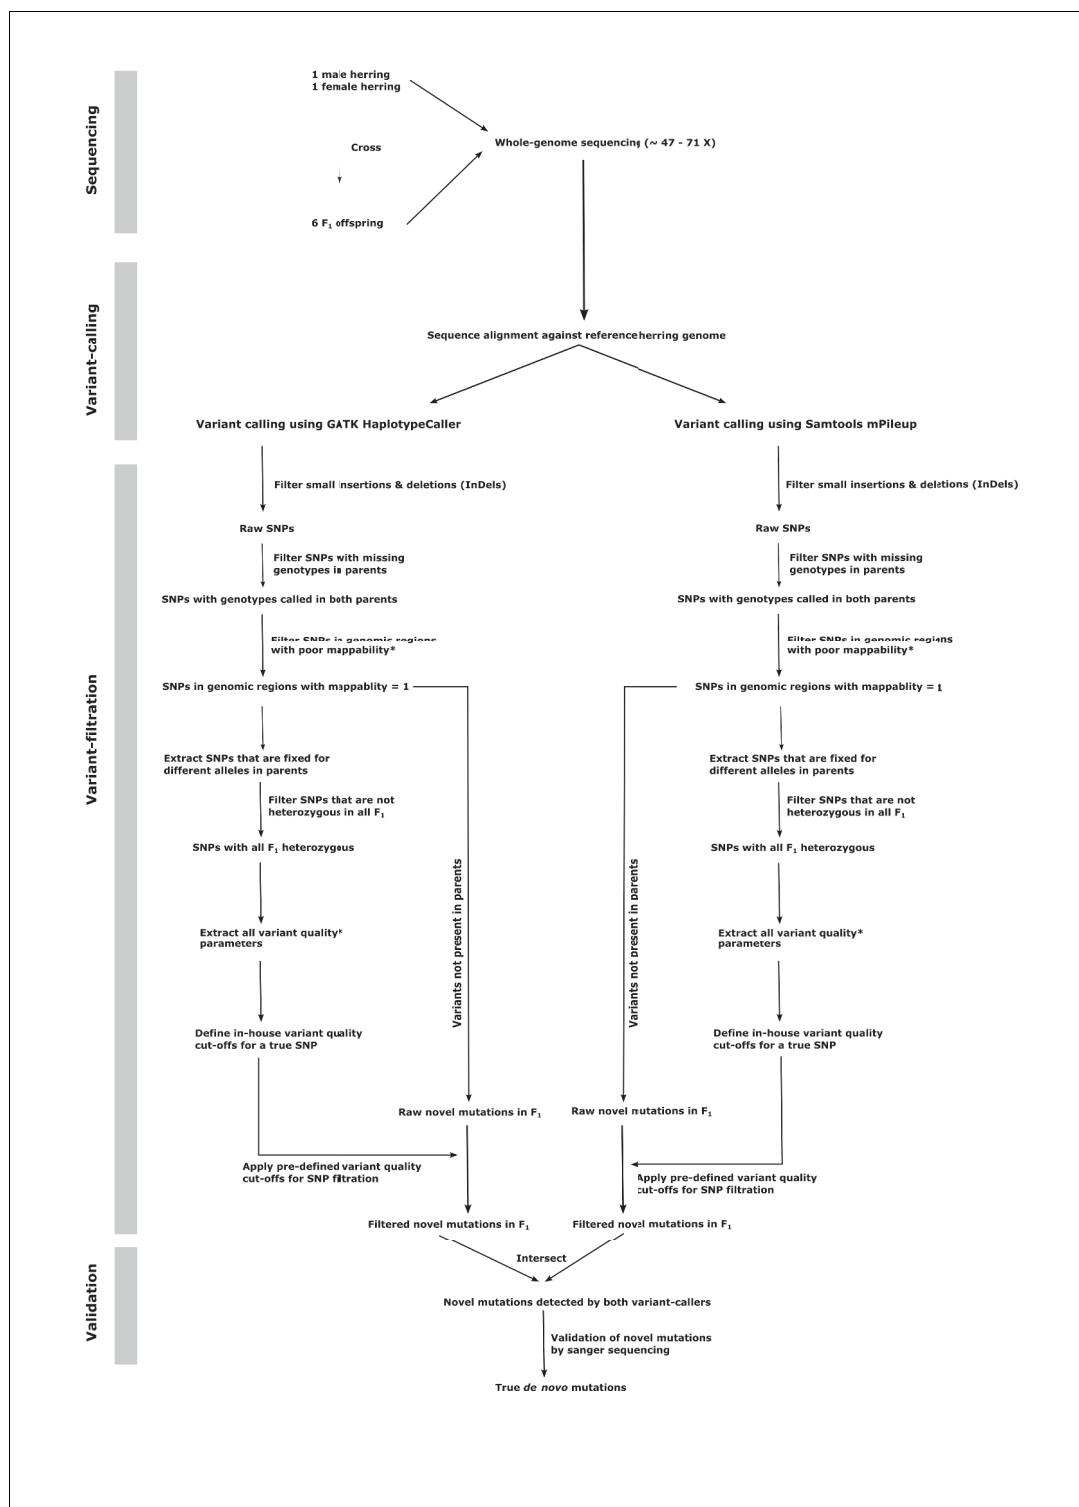 Sequencing
1 male herring
1 female herring
Cross
6 F₁ offspring
Whole-genome sequencing (~ 47 - 71 X)
Variant-calling
Sequence alignment against reference herring genome
Variant calling using GATK HaplotypeCaller
Variant calling using Samtools mPileup
Variant-filtration
Filter small insertions & deletions (InDels)
Raw SNPs
Filter SNPs with missing
genotypes in parents
SNPs with genotypes called in both parents
Filter SNPs in genomic regions
with poor mappability*
SNPs in genomic regions with mappablity = 1
Extract SNPs that are fixed for
different alleles in parents
Filter SNPs that are not
heterozygous in all F₁
SNPs with all F₁ heterozygous
Extract all variant quality*
parameters
Define in-house variant quality
cut-offs for a true SNP
Variants not present in parents
Raw novel mutations in F₁
Apply pre-defined variant quality
cut-offs for SNP filtration
Filtered novel mutations in F₁
Filter small insertions & deletions (InDels)
Raw SNPs
Filter SNPs with missing
genotypes in parents
SNPs with genotypes called in both parents
Filter SNPs in genomic regions
with poor mappability*
SNPs in genomic regions with mappablity = 1
Extract SNPs that are fixed for
different alleles in parents
Filter SNPs that are not
heterozygous in all F₁
SNPs with all F₁ heterozygous
Extract all variant quality*
parameters
Define in-house variant quality
cut-offs for a true SNP
Variants not present in parents
Raw novel mutations in F₁
Apply pre-defined variant quality
cut-offs for SNP filtration
Filtered novel mutations in F₁
Validation
Intersect
Novel mutations detected by both variant-callers
Validation of novel mutations
by sanger sequencing
True de novo mutations